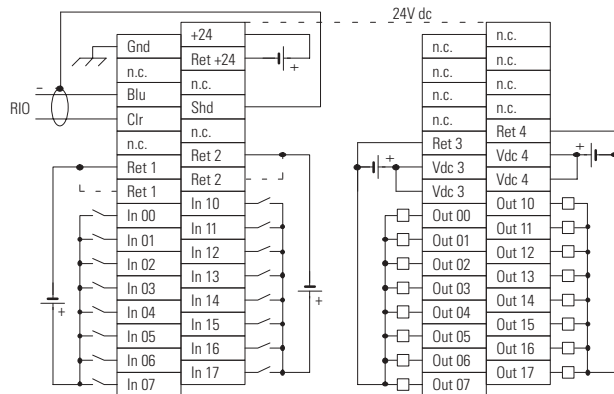 24V dc
+24
Gnd
Ret +24
n.c.
n.c.
Blu
Shd
Clr
n.c.
n.c.
Ret 2
Ret 1
Ret 2
Ret 1
In 10
In 00
In 11
In 01
In 12
In 02
In 13
In 03
In 14
In 04
In 15
In 05
In 16
In 06
In 17
In 07
RIO
–
+
+
+
n.c.
n.c.
n.c.
n.c.
n.c.
n.c.
n.c.
n.c.
Ret 4
Ret 3
Vdc 4
Vdc 3
Vdc 4
Vdc 3
Out 10
Out 00
Out 11
Out 01
Out 12
Out 02
Out 13
Out 03
Out 14
Out 04
Out 15
Out 05
Out 16
Out 06
Out 17
Out 07
+
+